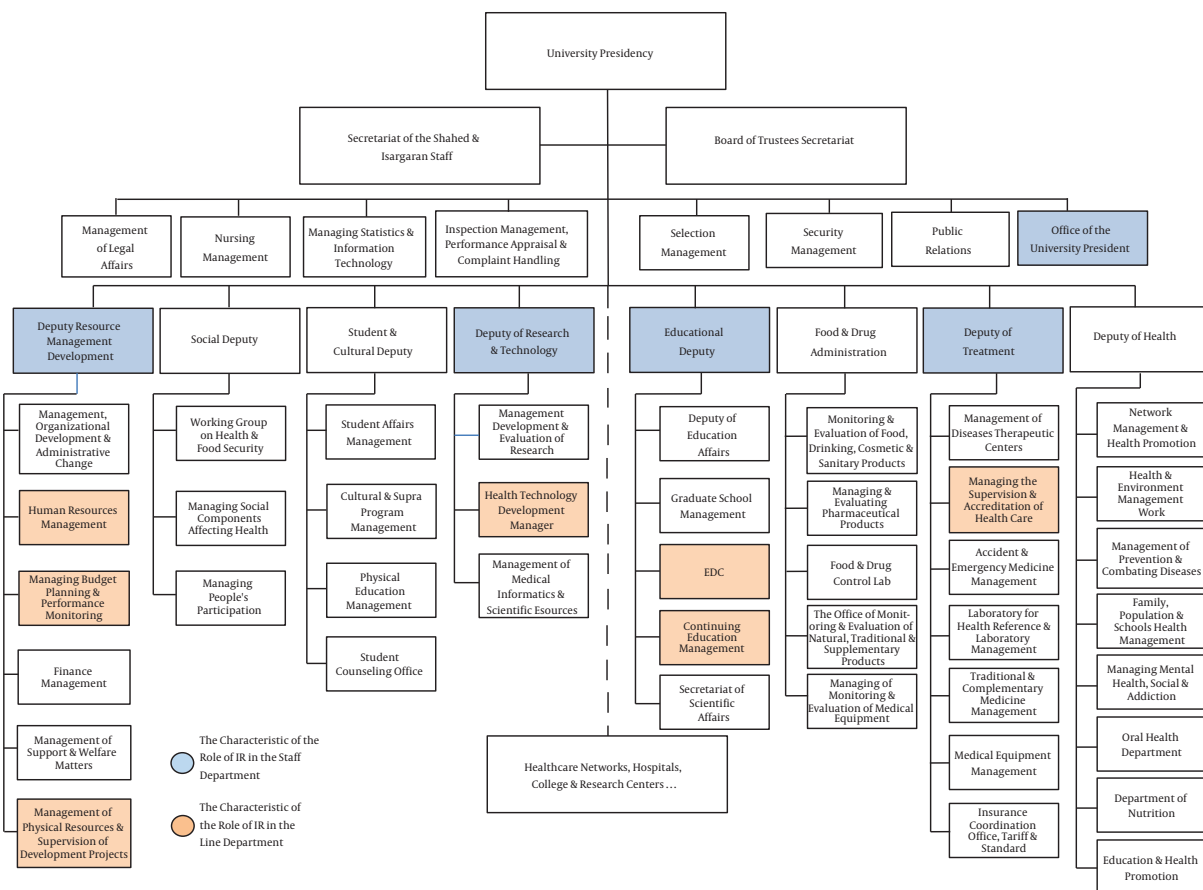 University Presidency
Secretariat of the Shahed &
Isargaran Staff
Board of Trustees Secretariat
Management
of Legal
Affairs
Nursing
Management
Managing Statistics &
Information
Technology
Inspection Management,
Performance Appraisal &
Complaint Handling
Selection
Management
Security
Management
Public
Relations
Office of the
University President
Deputy Resource
Management
Development
Social Deputy
Student &
Cultural Deputy
Deputy of Research
& Technology
Educational
Deputy
Food & Drug
Administration
Deputy of
Treatment
Deputy of Health
Management,
Organizational
Development &
Administrative
Change
Human Resources
Management
Managing Budget
Planning &
Performance
Monitoring
Finance
Management
Management of
Support & Welfare
Matters
Management of
Physical Resources &
Supervision of
Development Projects
Working Group
on Health &
Food Security
Managing Social
Components
Affecting Health
Managing
People's
Participation
Student Affairs
Management
Cultural & Supra
Program
Management
Physical
Education
Management
Student
Counseling Office
Management
Development &
Evaluation of
Research
Health Technology
Development
Manager
Management of
Medical
Informatics
& Scientific Esources
Deputy of
Education
Affairs
Graduate School
Management
EDC
Continuing
Education
Management
Secretariat of
Scientific
Affairs
Monitoring &
Evaluation of Food,
Drinking, Cosmetic &
Sanitary Products
Managing &
Evaluating
Pharmaceutical
Products
Food & Drug
Control Lab
The Office of Monit-
oring & Evaluation of
Natural, Traditional &
Supplementary
Products
Managing of
Monitoring &
Evaluation of Medical
Equipment
Management of
Diseases Therapeutic
Centers
Managing the
Supervision &
Accreditation of
Health Care
Accident &
Emergency Medicine
Management
Laboratory for
Health Reference &
Laboratory
Management
Traditional &
Complementary
Medicine
Management
Medical Equipment
Management
Insurance
Coordination
Office, Tariff &
Standard
Network
Management &
Health Promotion
Health &
Environment
Management
Work
Management of
Prevention &
Combating Diseases
Family,
Population &
Schools Health
Management
Managing Mental
Health, Social &
Addiction
Oral Health
Department
Department of
Nutrition
Education & Health
Promotion
The Characteristic of the
Role of IR in the Staff
Department
The Characteristic of
the Role of IR in the
Line Department
Healthcare Networks, Hospitals,
College & Research Centers ...